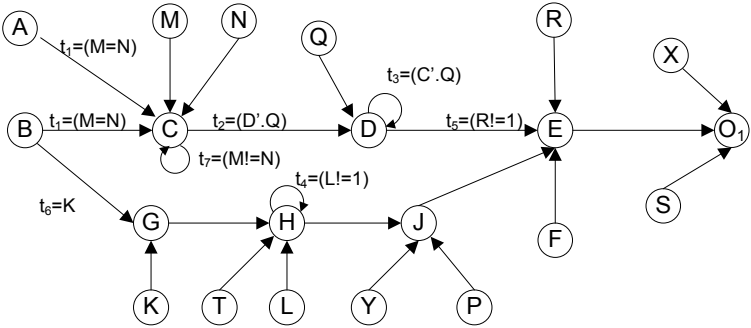 A
M
N
Q
R
X
t1=(M=N)
t3=(C'.Q)
B
t1=(M=N)
C
t2=(D'.Q)
D
t5=(R!=1)
E
O1
t7=(M!=N)
t4=(L!=1)
t6=K
G
H
J
F
S
K
T
L
Y
P